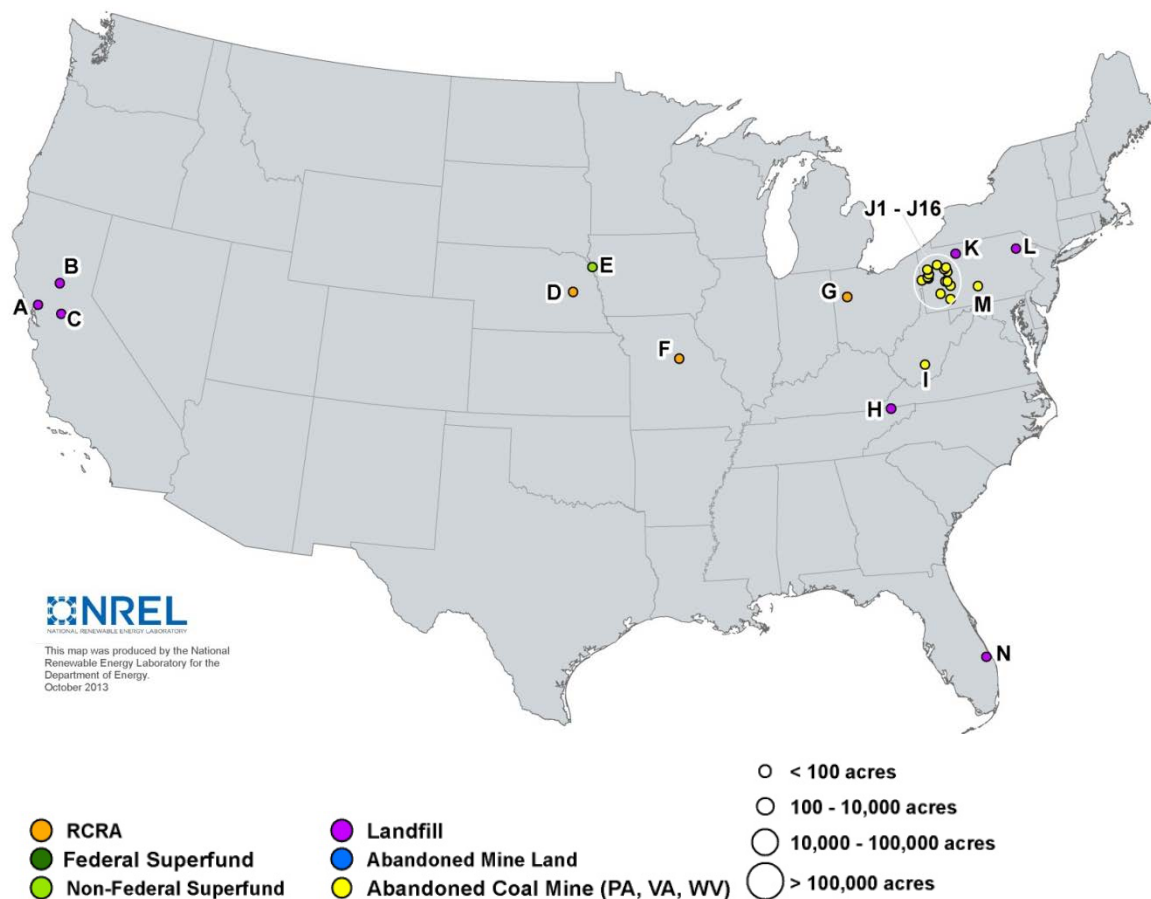 J1 - J16
K
L
B
E
A
D
C
G
M
F
I
H
NREL
NATIONAL RENEWABLE ENERGY LABORATORY
This map was produced by the National
Renewable Energy Laboratory for the
Department of Energy.
October 2013
N
< 100 acres
100 - 10,000 acres
10,000 - 100,000 acres
> 100,000 acres
RCRA
Federal Superfund
Non-Federal Superfund
Landfill
Abandoned Mine Land
Abandoned Coal Mine (PA, VA, WV)